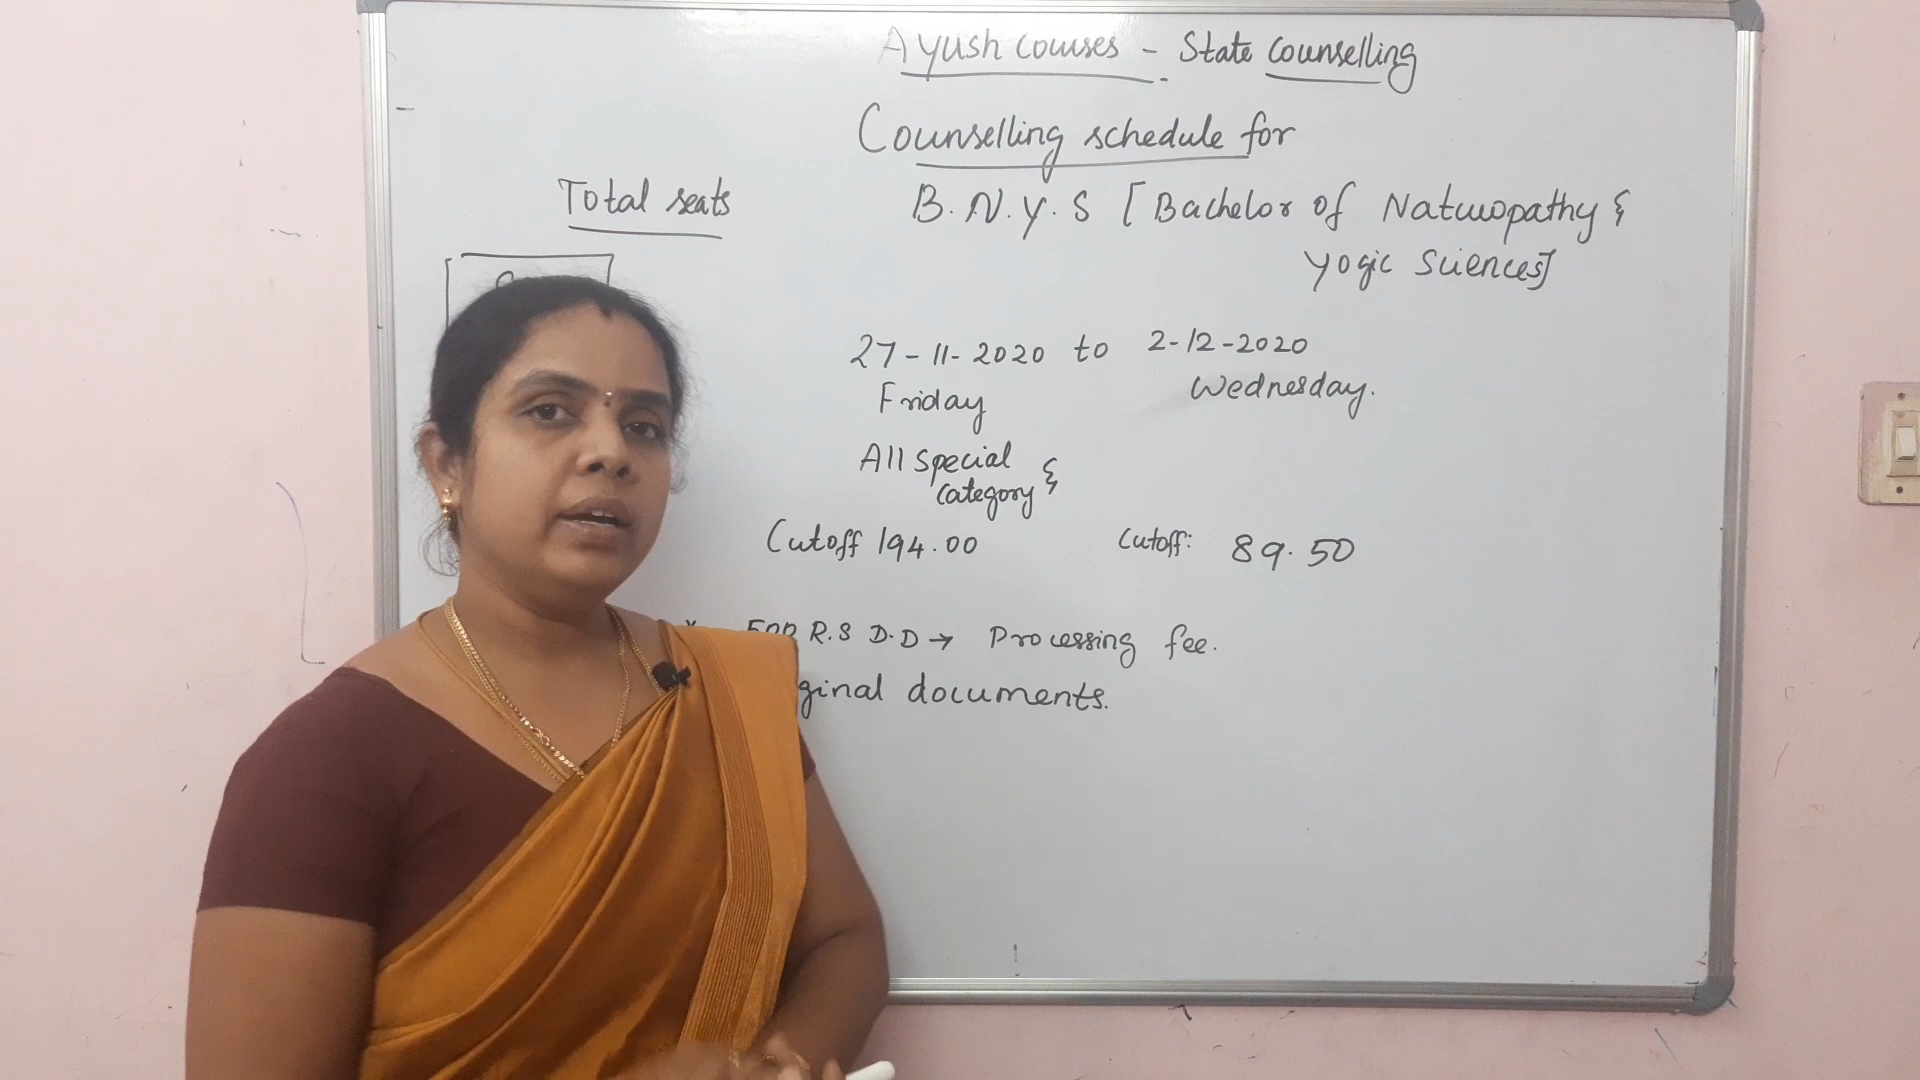 Ayush courses - State Counselling
Counselling schedule for
Total seats
B.N.Y.S [Bachelor of Naturopathy &
Yogic Sciences]
27-11-2020 to 2-12-2020
Friday Wednesday.
All special
category &
Cutoff 194.00 Cutoff: 89.50
500 R.S D.D → Processing fee.
ginal documents.